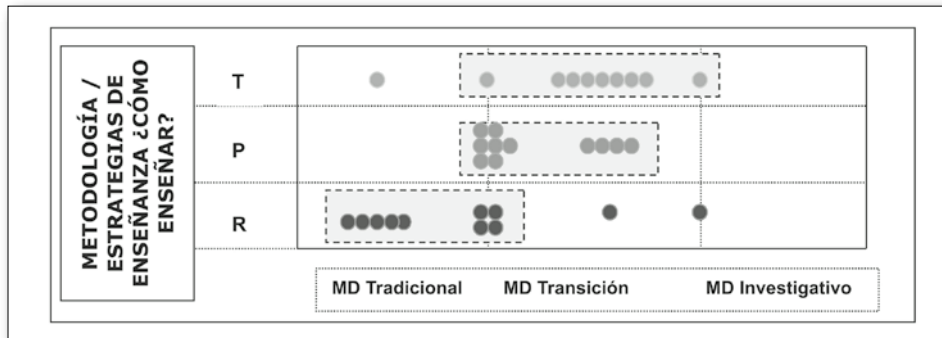 METODOLOGÍA /
ESTRATEGIAS DE
ENSEÑANZA ¿CÓMO
ENSEÑAR?
T
P
R
MD Tradicional
MD Transición
MD Investigativo